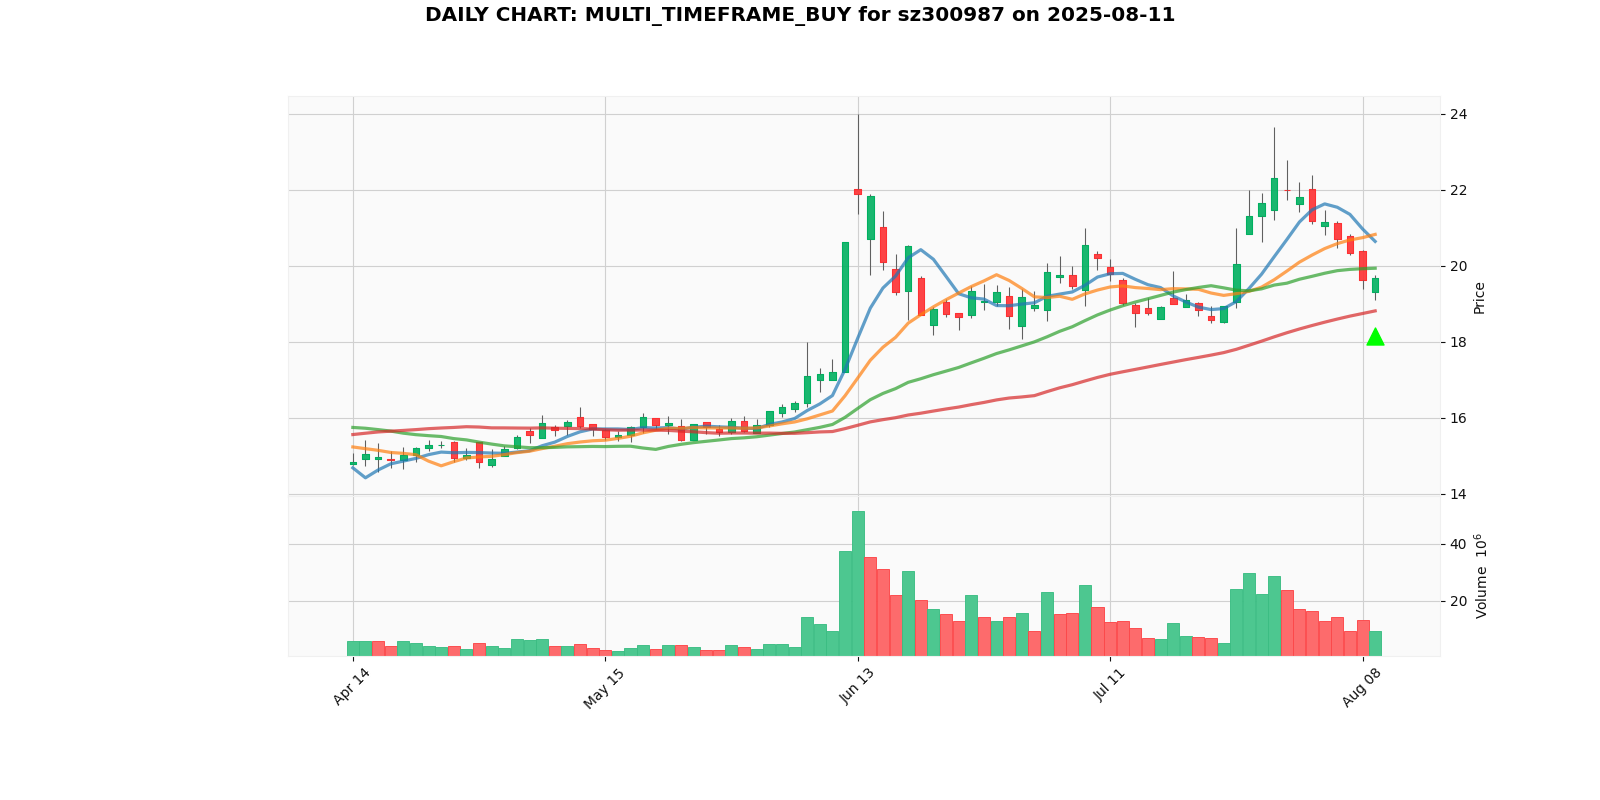 DAILY CHART: MULTI_TIMEFRAME_BUY for sz300987 on 2025-08-11
24
22
20
18
16
14
Price
40
20
Volume 10⁶
Apr 14
May 15
Jun 13
Jul 11
Aug 08